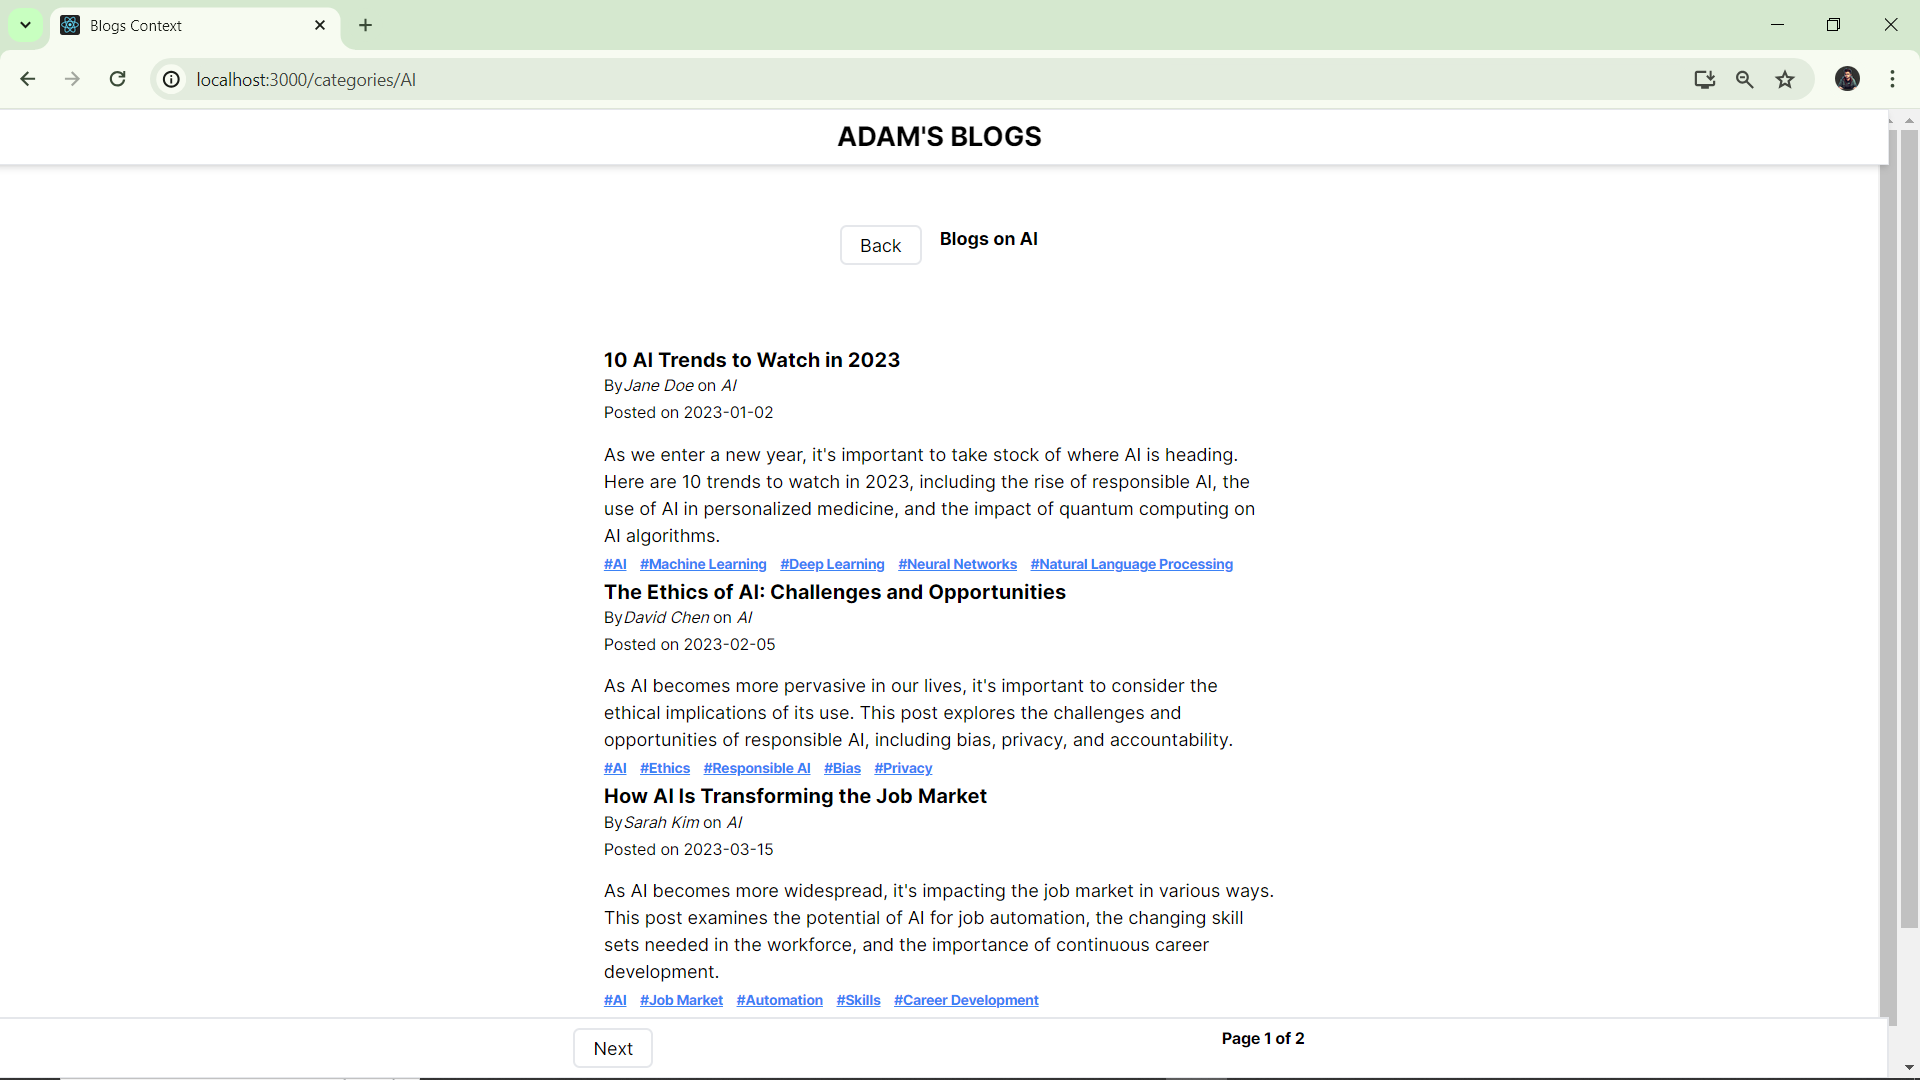 Blogs Context
localhost:3000/categories/AI
ADAM'S BLOGS
Back Blogs on AI
10 AI Trends to Watch in 2023
ByJane Doe on AI
Posted on 2023-01-02
As we enter a new year, it's important to take stock of where AI is heading.
Here are 10 trends to watch in 2023, including the rise of responsible AI, the
use of AI in personalized medicine, and the impact of quantum computing on
AI algorithms.
#AI #Machine Learning #Deep Learning #Neural Networks #Natural Language Processing
The Ethics of AI: Challenges and Opportunities
ByDavid Chen on AI
Posted on 2023-02-05
As AI becomes more pervasive in our lives, it's important to consider the
ethical implications of its use. This post explores the challenges and
opportunities of responsible AI, including bias, privacy, and accountability.
#AI #Ethics #Responsible AI #Bias #Privacy
How AI Is Transforming the Job Market
BySarah Kim on AI
Posted on 2023-03-15
As AI becomes more widespread, it's impacting the job market in various ways.
This post examines the potential of AI for job automation, the changing skill
sets needed in the workforce, and the importance of continuous career
development.
#AI #Job Market #Automation #Skills #Career Development
Next Page 1 of 2